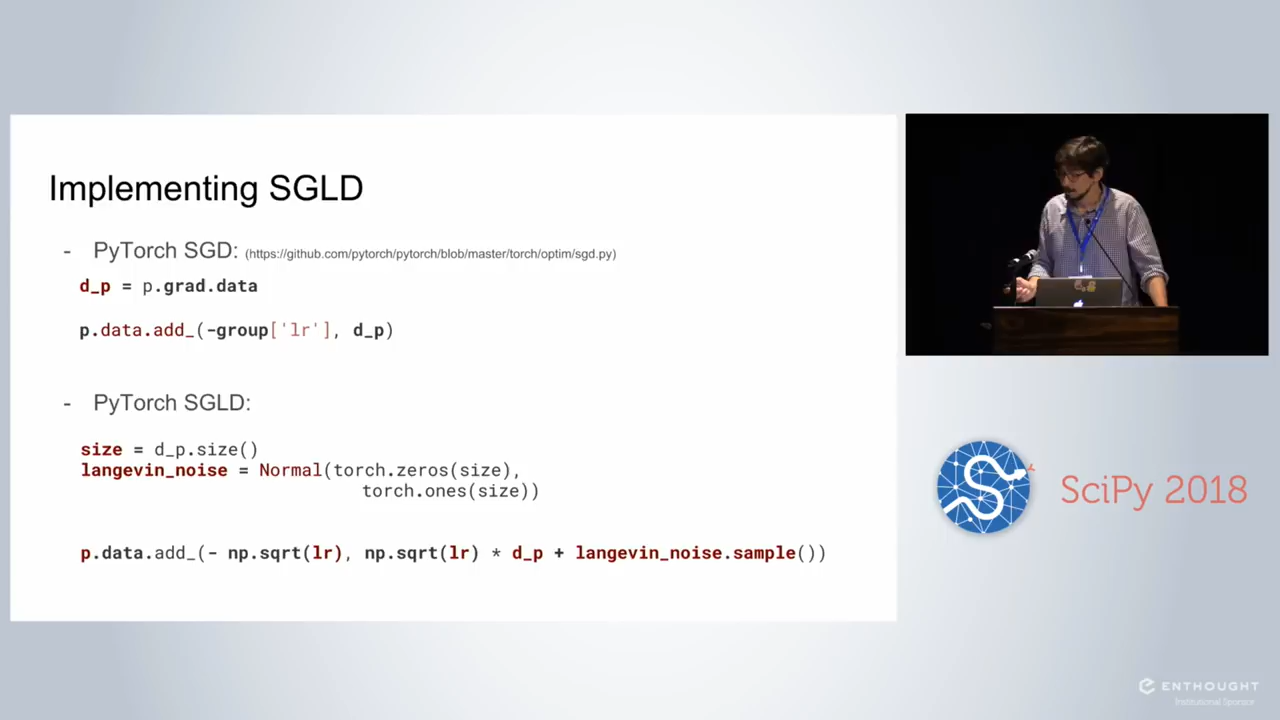 Implementing SGLD
- PyTorch SGD: (https://github.com/pytorch/pytorch/blob/master/torch/optim/sgd.py)
d_p = p.grad.data
p.data.add_(-group['lr'], d_p)
- PyTorch SGLD:
size = d_p.size()
langevin_noise = Normal(torch.zeros(size),
torch.ones(size))
p.data.add_(- np.sqrt(lr), np.sqrt(lr) * d_p + langevin_noise.sample())
SciPy 2018
ENTHOUGHT
Institutional Sponsor